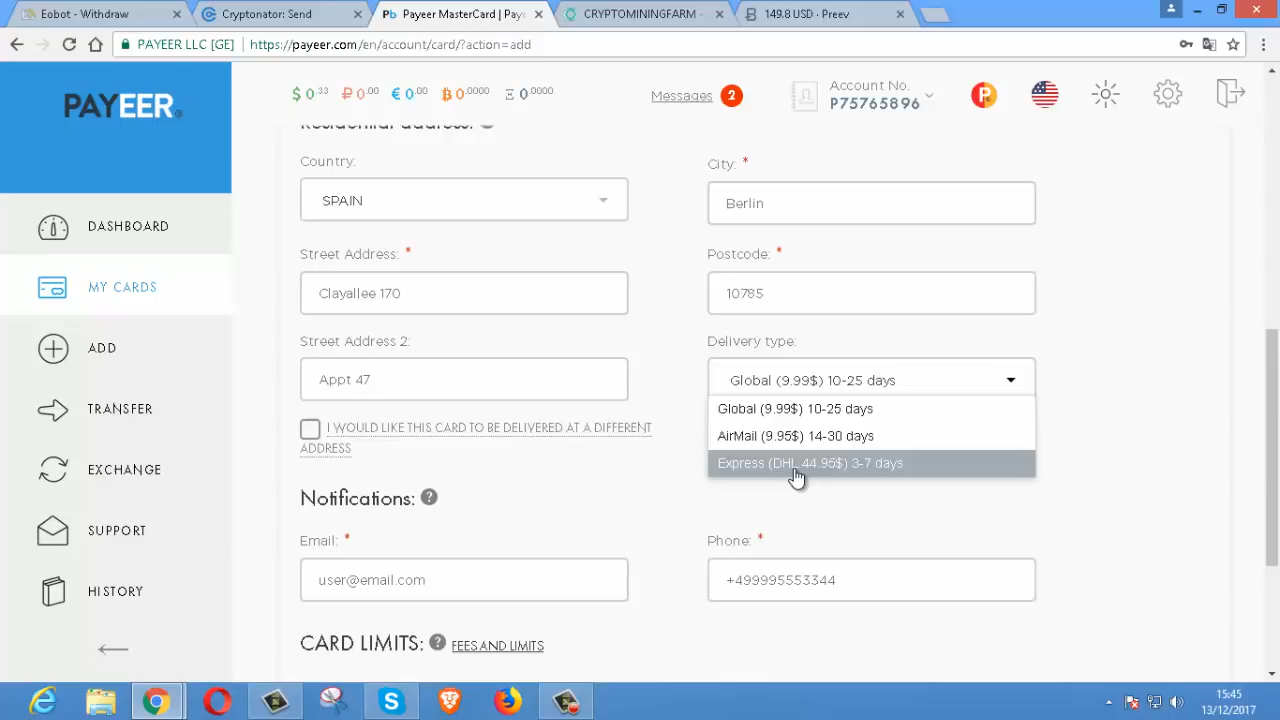 Eobot - Withdraw
Cryptonator: Send
Payeer MasterCard | Paye
CRYPTOMININGFARM -
149.8 USD - Preev
PAYEER LLC [GE]
https://payeer.com/en/account/card/?action=add
PAYEER
$ 0.33
₽ 0.00
€ 0.00
0.0000
0.0000
Messages 2
Account No.
P75765896
Residential address:
DASHBOARD
MY CARDS
ADD
TRANSFER
EXCHANGE
SUPPORT
HISTORY
Country:
SPAIN
City: *
Berlin
Street Address: *
Clayallee 170
Postcode: *
10785
Street Address 2:
Appt 47
Delivery type:
Global (9.99$) 10-25 days
Global (9.99$) 10-25 days
AirMail (9.95$) 14-30 days
Express (DHL 44.95$) 3-7 days
I WOULD LIKE THIS CARD TO BE DELIVERED AT A DIFFERENT
ADDRESS
Notifications: ?
Email: *
user@email.com
Phone: *
+499995553344
CARD LIMITS: ? FEES AND LIMITS
15:45
13/12/2017